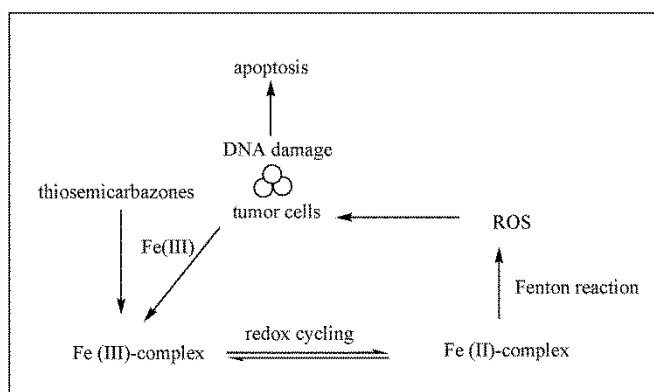 apoptosis
DNA damage
thiosemicarbazones
tumor cells
ROS
Fe(III)
Fenton reaction
redox cycling
Fe (III)-complex
Fe (II)-complex